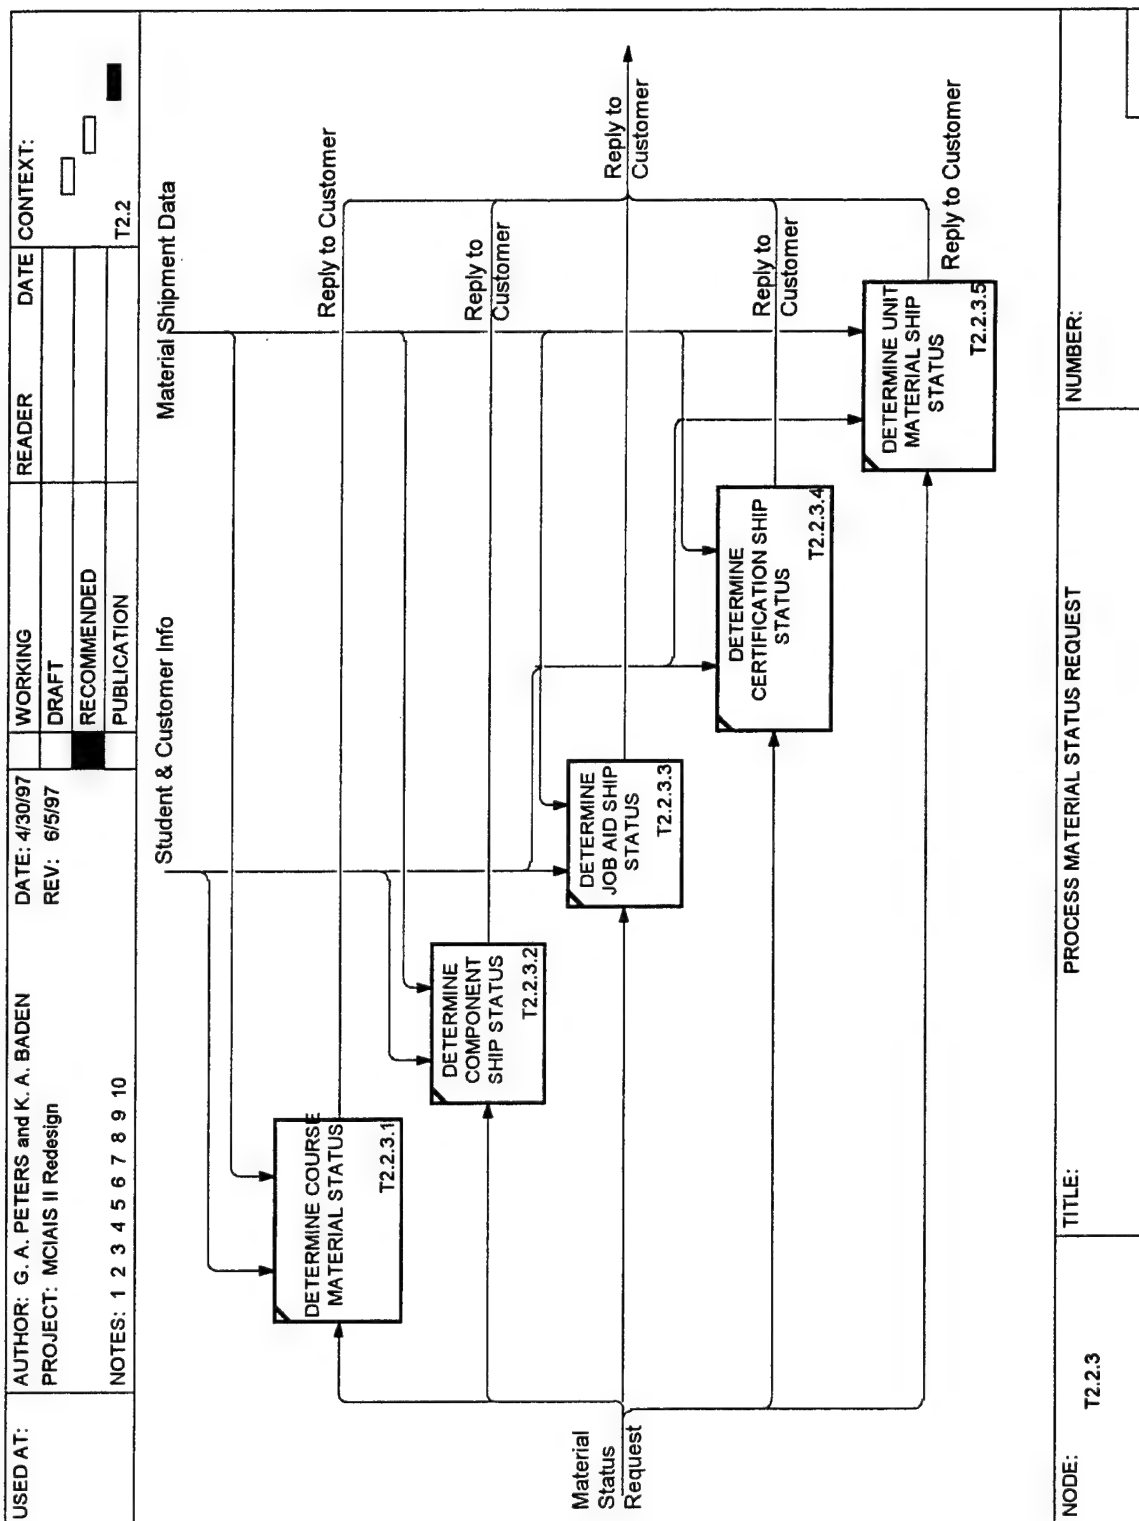 USED AT:
AUTHOR: G. A. PETERS and K. A. BADEN
DATE: 4/30/97
PROJECT: MCIAIS II Redesign
REV: 6/5/97
NOTES: 1 2 3 4 5 6 7 8 9 10
WORKING
DRAFT
RECOMMENDED
PUBLICATION
READER
DATE
CONTEXT:
T2.2
Student & Customer Info
Material Shipment Data
DETERMINE COURSE
MATERIAL STATUS
T2.2.3.1
Reply to Customer
DETERMINE
COMPONENT
SHIP STATUS
T2.2.3.2
Reply to
Customer
Material
Status
Request
DETERMINE
JOB AID SHIP
STATUS
T2.2.3.3
Reply to
Customer
DETERMINE
CERTIFICATION SHIP
STATUS
T2.2.3.4
Reply to
Customer
DETERMINE UNIT
MATERIAL SHIP
STATUS
T2.2.3.5
Reply to Customer
NODE:
T2.2.3
TITLE:
PROCESS MATERIAL STATUS REQUEST
NUMBER: